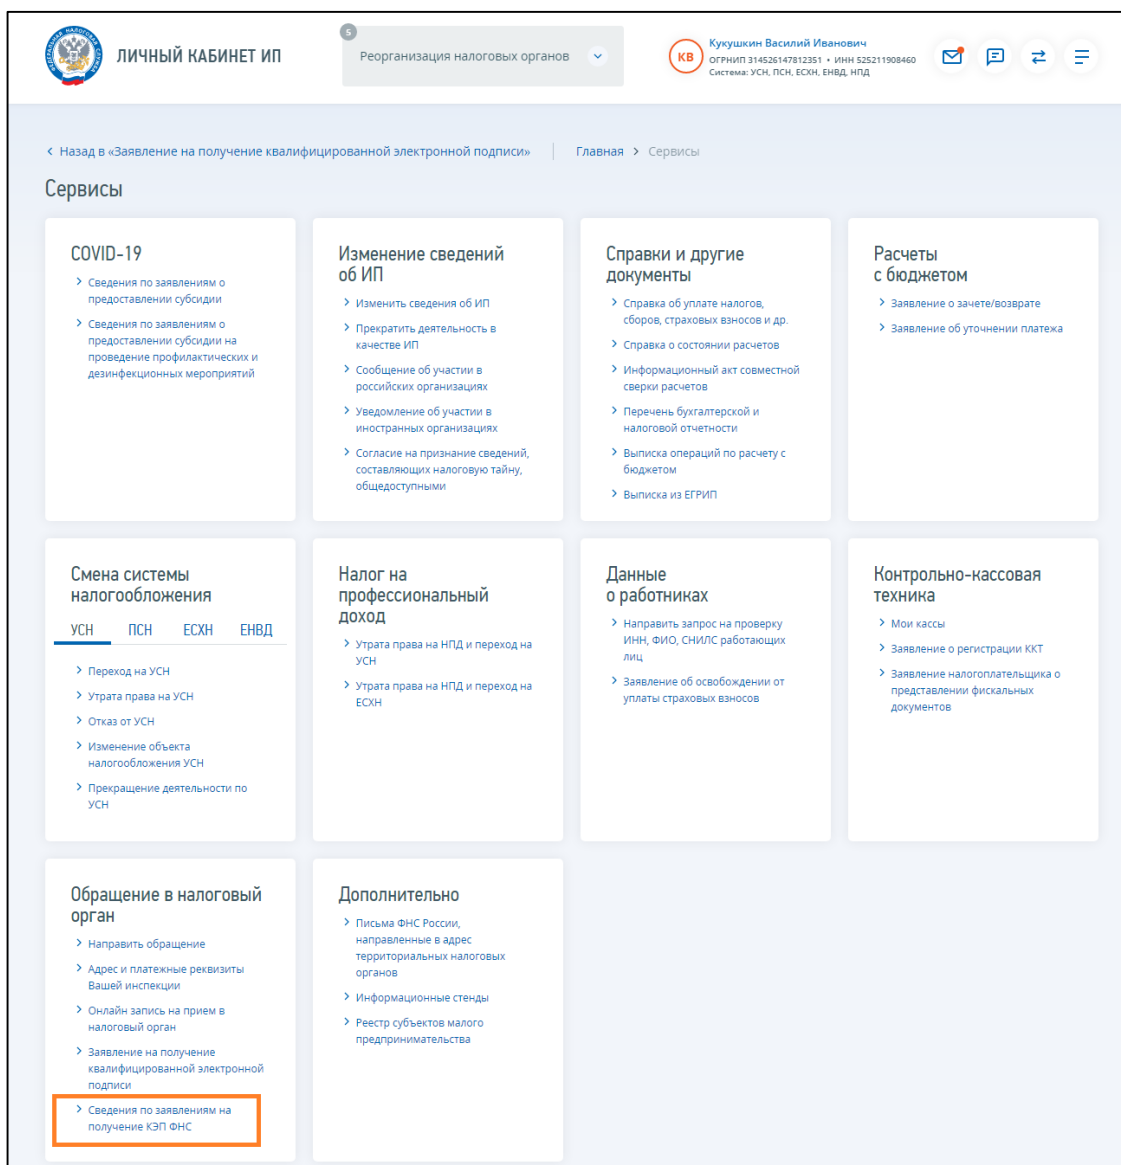 ЛИЧНЫЙ КАБИНЕТ ИП
5
Реорганизация налоговых органов
КВ
Кукушкин Василий Иванович
ОГРНИП 314526147812351 • ИНН 525211908460
Система: УСН, ПСН, ЕСХН, ЕНВД, НПД
Назад в «Заявление на получение квалифицированной электронной подписи»
Главная > Сервисы
Сервисы
COVID-19
Сведения по заявлениям о
предоставлении субсидии
Сведения по заявлениям о
предоставлении субсидии на
проведение профилактических и
дезинфекционных мероприятий
Изменение сведений
об ИП
Изменить сведения об ИП
Прекратить деятельность в
качестве ИП
Сообщение об участии в
российских организациях
Уведомление об участии в
иностранных организациях
Согласие на признание сведений,
составляющих налоговую тайну,
общедоступными
Справки и другие
документы
Справка об уплате налогов,
сборов, страховых взносов и др.
Справка о состоянии расчетов
Информационный акт совместной
сверки расчетов
Перечень бухгалтерской и
налоговой отчетности
Выписка операций по расчету с
бюджетом
Выписка из ЕГРИП
Расчеты
с бюджетом
Заявление о зачете/возврате
Заявление об уточнении платежа
Смена системы
налогообложения
УСН ПСН ЕСХН ЕНВД
Переход на УСН
Утрата права на УСН
Отказ от УСН
Изменение объекта
налогообложения УСН
Прекращение деятельности по
УСН
Налог на
профессиональный
доход
Утрата права на НПД и переход на
УСН
Утрата права на НПД и переход на
ЕСХН
Данные
о работниках
Направить запрос на проверку
ИНН, ФИО, СНИЛС работающих
лиц
Заявление об освобождении от
уплаты страховых взносов
Контрольно-кассовая
техника
Мои кассы
Заявление о регистрации ККТ
Заявление налогоплательщика о
представлении фискальных
документов
Обращение в налоговый
орган
Направить обращение
Адрес и платежные реквизиты
Вашей инспекции
Онлайн запись на прием в
налоговый орган
Заявление на получение
квалифицированной электронной
подписи
Сведения по заявлениям на
получение КЭП ФНС
Дополнительно
Письма ФНС России,
направленные в адрес
территориальных налоговых
органов
Информационные стенды
Реестр субъектов малого
предпринимательства